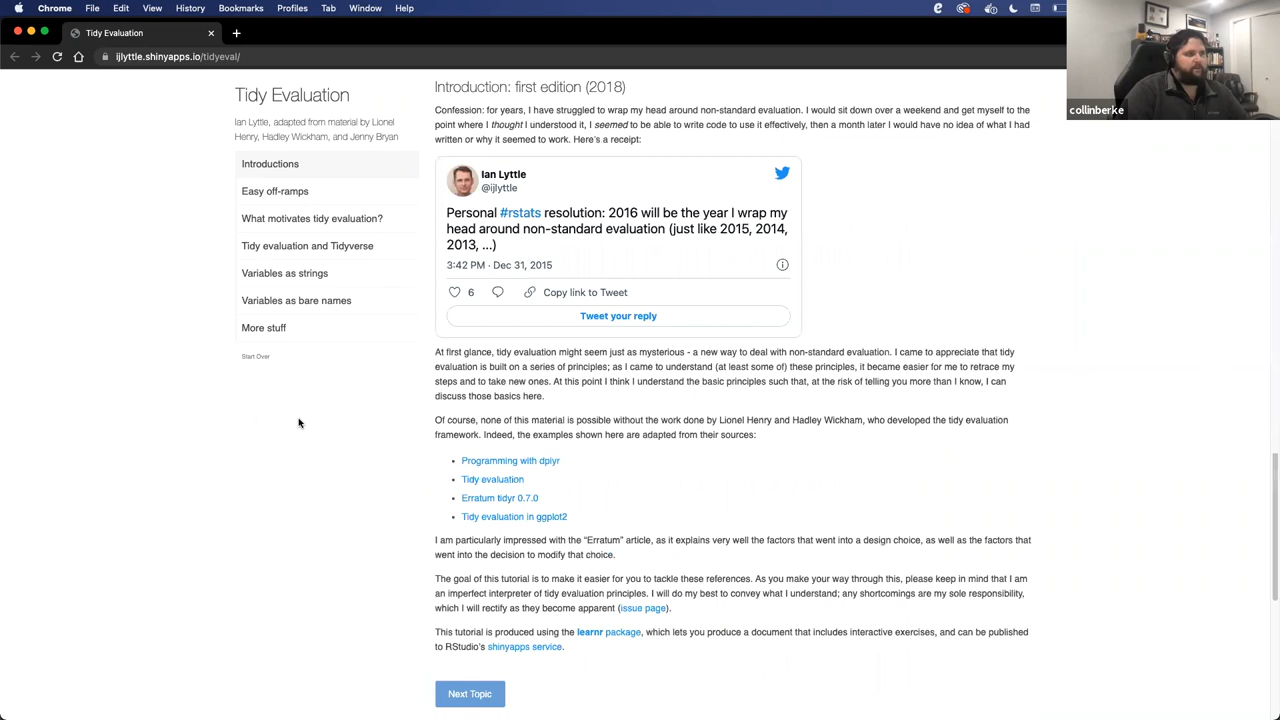 Chrome File Edit View History Bookmarks Profiles Tab Window Help
Tidy Evaluation
ijlyttle.shinyapps.io/tidyeval/
collinberke
Tidy Evaluation
Ian Lyttle, adapted from material by Lionel
Henry, Hadley Wickham, and Jenny Bryan
Introductions
Easy off-ramps
What motivates tidy evaluation?
Tidy evaluation and Tidyverse
Variables as strings
Variables as bare names
More stuff
Start Over
Introduction: first edition (2018)
Confession: for years, I have struggled to wrap my head around non-standard evaluation. I would sit down over a weekend and get myself to the
point where I thought I understood it, I seemed to be able to write code to use it effectively, then a month later I would have no idea of what I had
written or why it seemed to work. Here's a receipt:
Ian Lyttle
@ijlyttle
Personal #rstats resolution: 2016 will be the year I wrap my
head around non-standard evaluation (just like 2015, 2014,
2013, ...)
3:42 PM · Dec 31, 2015
6 Copy link to Tweet
Tweet your reply
At first glance, tidy evaluation might seem just as mysterious - a new way to deal with non-standard evaluation. I came to appreciate that tidy
evaluation is built on a series of principles; as I came to understand (at least some of) these principles, it became easier for me to retrace my
steps and to take new ones. At this point I think I understand the basic principles such that, at the risk of telling you more than I know, I can
discuss those basics here.
Of course, none of this material is possible without the work done by Lionel Henry and Hadley Wickham, who developed the tidy evaluation
framework. Indeed, the examples shown here are adapted from their sources:
• Programming with dplyr
• Tidy evaluation
• Erratum tidyr 0.7.0
• Tidy evaluation in ggplot2
I am particularly impressed with the “Erratum” article, as it explains very well the factors that went into a design choice, as well as the factors that
went into the decision to modify that choice.
The goal of this tutorial is to make it easier for you to tackle these references. As you make your way through this, please keep in mind that I am
an imperfect interpreter of tidy evaluation principles. I will do my best to convey what I understand; any shortcomings are my sole responsibility,
which I will rectify as they become apparent (issue page).
This tutorial is produced using the learnr package, which lets you produce a document that includes interactive exercises, and can be published
to RStudio's shinyapps service.
Next Topic